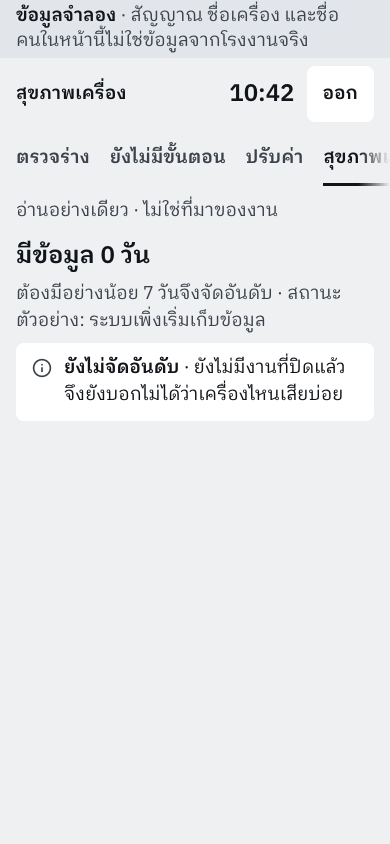 ข้อมูลจำลอง · สัญญาณ ชื่อเครื่อง และชื่อ
คนในหน้านี้ไม่ใช่ข้อมูลจากโรงงานจริง
สุขภาพเครื่อง 10:42 ออก
ตรวจร่าง ยังไม่มีขั้นตอน ปรับค่า สุขภาพ
อ่านอย่างเดียว · ไม่ใช่ที่มาของงาน
มีข้อมูล 0 วัน
ต้องมีอย่างน้อย 7 วันจึงจัดอันดับ · สถานะ
ตัวอย่าง: ระบบเพิ่งเริ่มเก็บข้อมูล
ยังไม่จัดอันดับ · ยังไม่มีงานที่ปิดแล้ว
จึงยังบอกไม่ได้ว่าเครื่องไหนเสียบ่อย